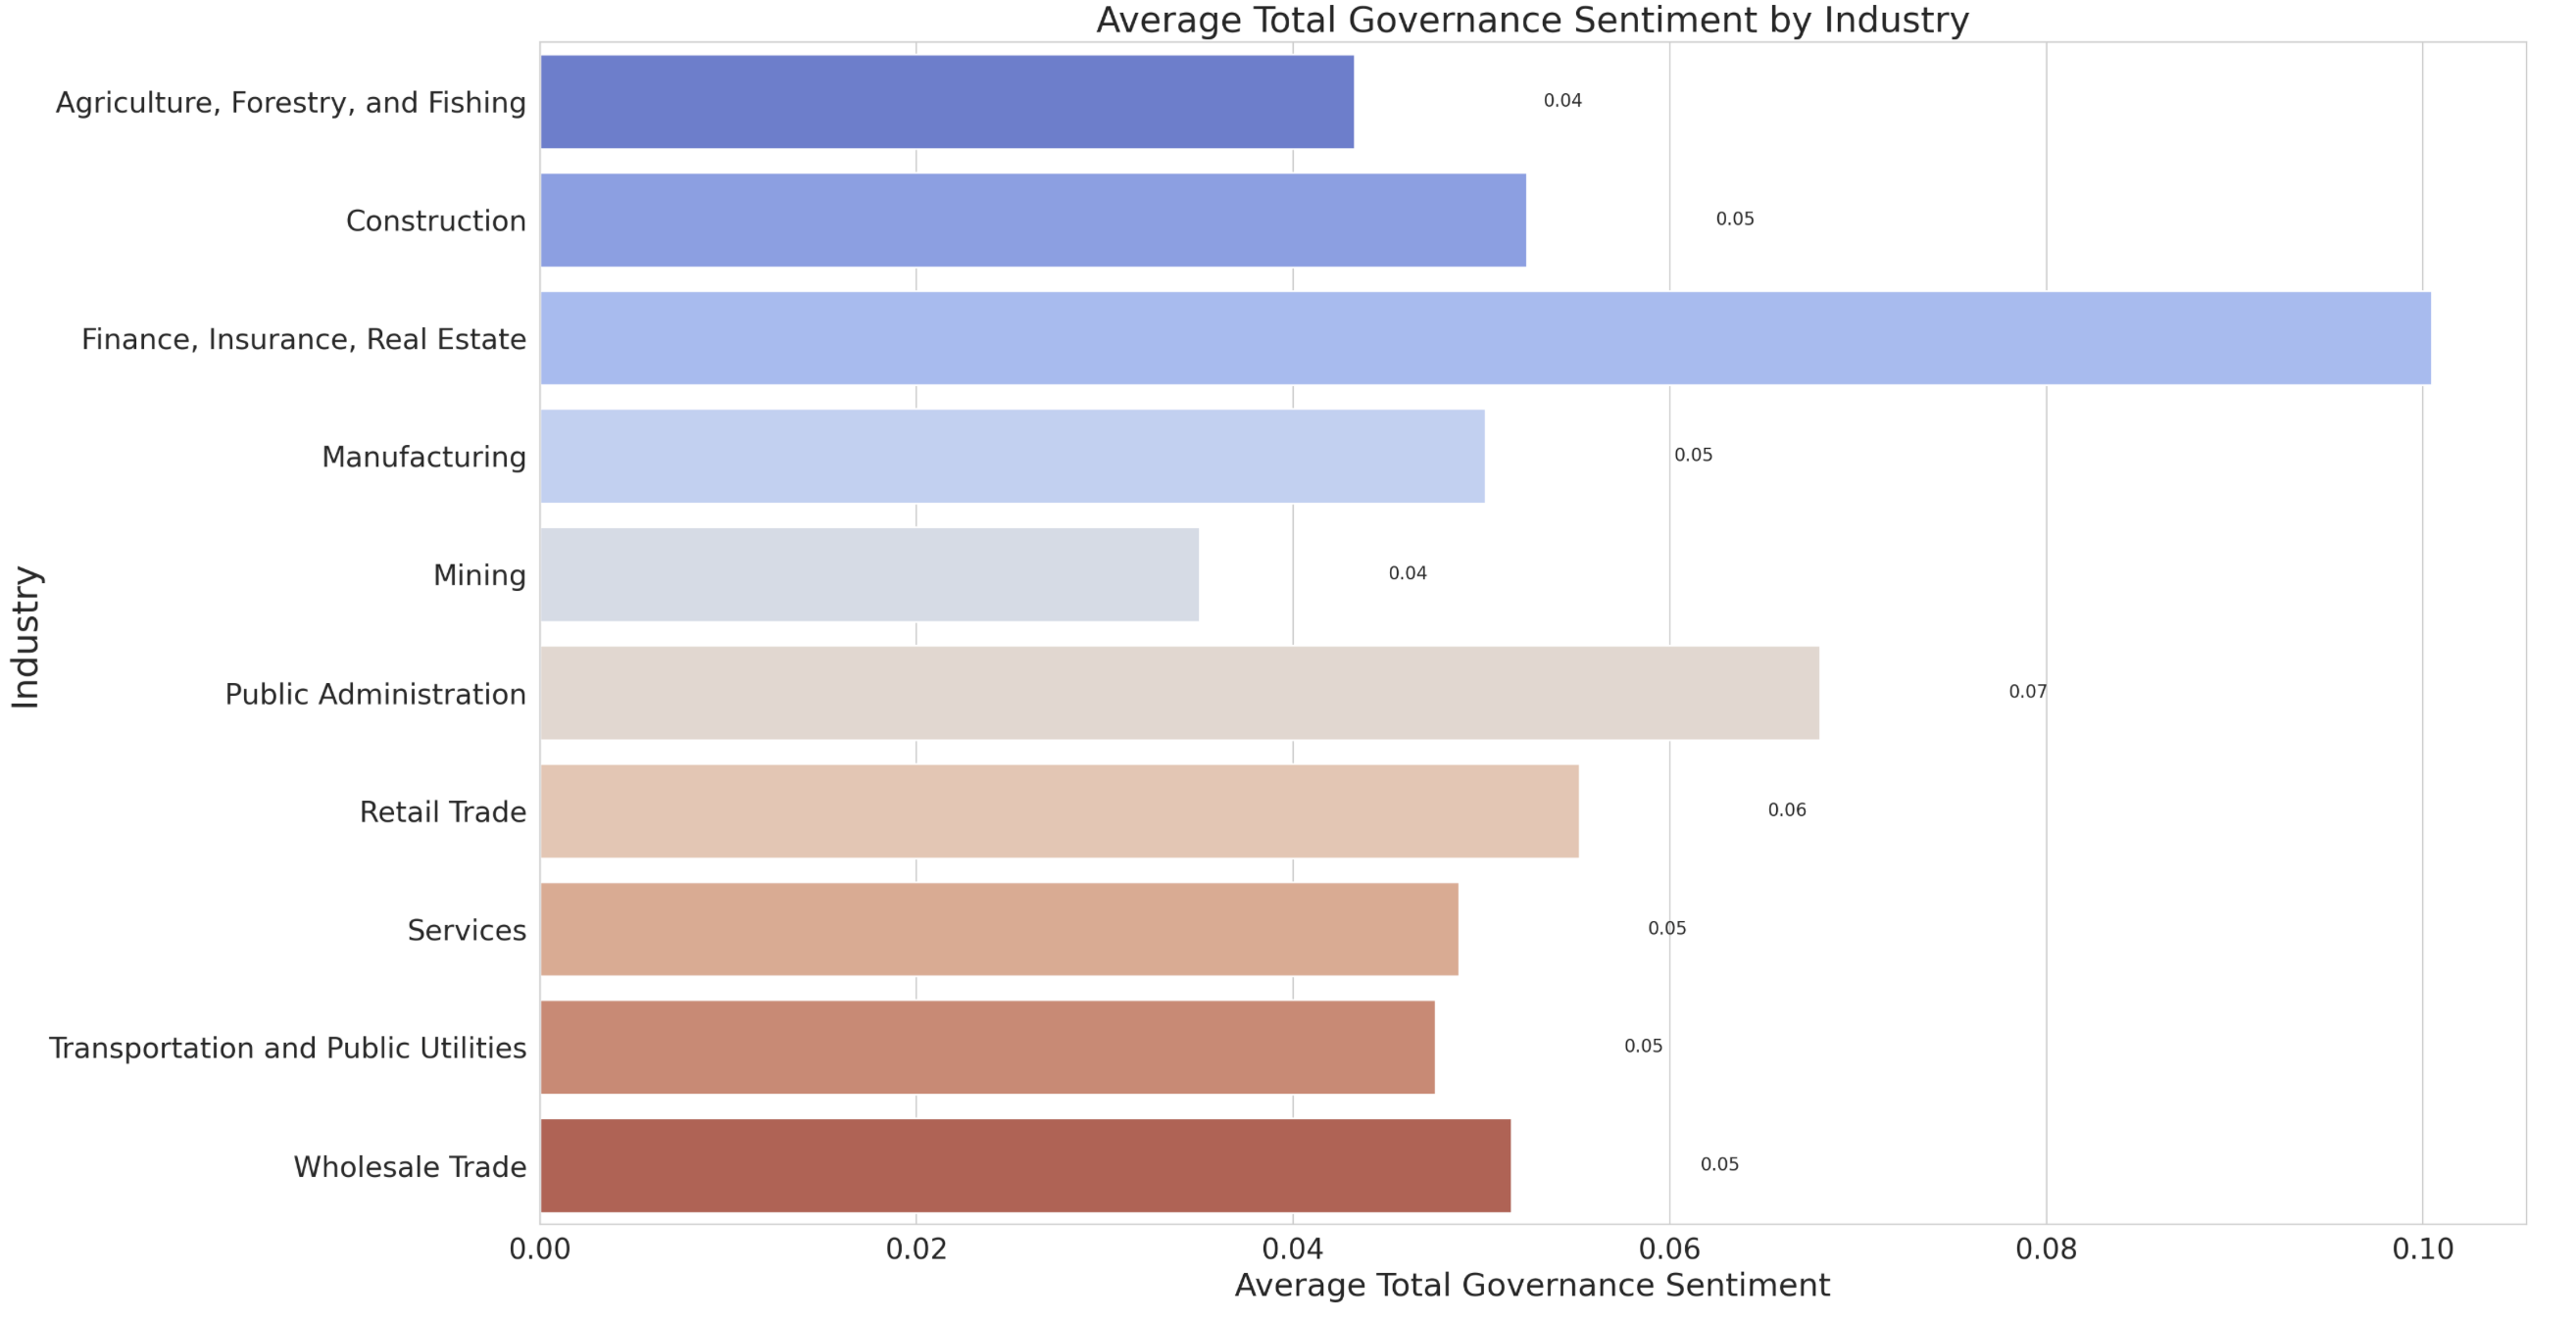 Average Total Governance Sentiment by Industry
Agriculture, Forestry, and Fishing
0.04
Construction
0.05
Finance, Insurance, Real Estate
Manufacturing
0.05
Mining
0.04
Industry
Public Administration
0.07
Retail Trade
0.06
Services
0.05
Transportation and Public Utilities
0.05
Wholesale Trade
0.05
0.00 0.02 0.04 0.06 0.08 0.10
Average Total Governance Sentiment